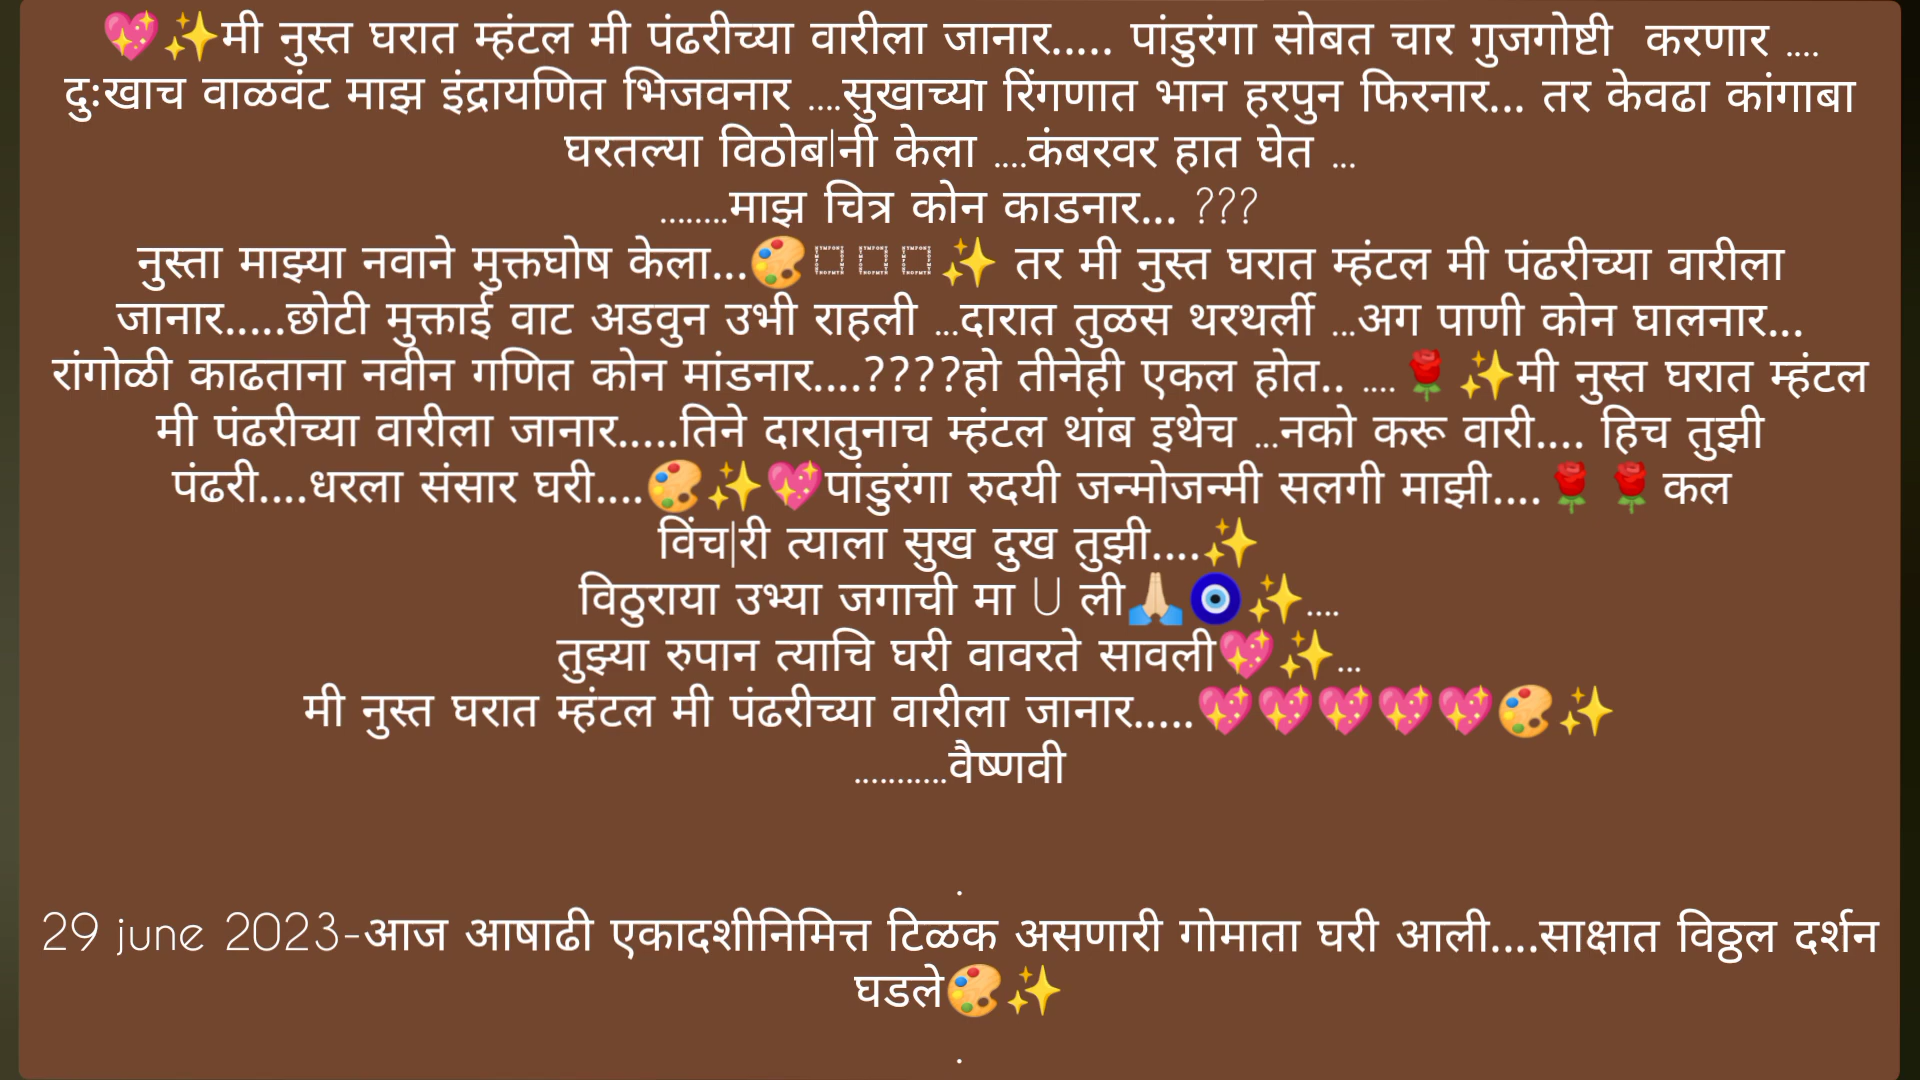 💖✨मी नुस्त घरात म्हंटल मी पंढरीच्या वारीला जानार..... पांडुरंगा सोबत चार गुजगोष्टी  करणार ....
दु:खाच वाळवंट माझ इंद्रायणित भिजवनार ....सुखाच्या रिंगणात भान हरपुन फिरनार... तर केवढा कांगाबा
घरतल्या विठोब|नी केला ....कंबरवर हात घेत ...
........माझ चित्र कोन काडनार... ???
नुस्ता माझ्या नवाने मुक्तघोष केला...🎨✨ तर मी नुस्त घरात म्हंटल मी पंढरीच्या वारीला
जानार.....छोटी मुक्ताई वाट अडवुन उभी राहली ...दारात तुळस थरथर्ली ...अग पाणी कोन घालनार...
रांगोळी काढताना नवीन गणित कोन मांडनार....????हो तीनेही एकल होत.. ....🌹✨मी नुस्त घरात म्हंटल
मी पंढरीच्या वारीला जानार.....तिने दारातुनाच म्हंटल थांब इथेच ...नको करू वारी.... हिच तुझी
पंढरी....धरला संसार घरी....🎨✨💖पांडुरंगा रुदयी जन्मोजन्मी सलगी माझी....🌹🌹कल
विंच|री त्याला सुख दुख तुझी....✨
विठुराया उभ्या जगाची मा U ली🙏🏼🧿✨....
तुझ्या रुपान त्याचि घरी वावरते सावली💖✨...
मी नुस्त घरात म्हंटल मी पंढरीच्या वारीला जानार.....💖💖💖💖💖🎨✨
...........वैष्णवी
.
29 june 2023-आज आषाढी एकादशीनिमित्त टिळक असणारी गोमाता घरी आली....साक्षात विठ्ठल दर्शन
घडले🎨✨
.